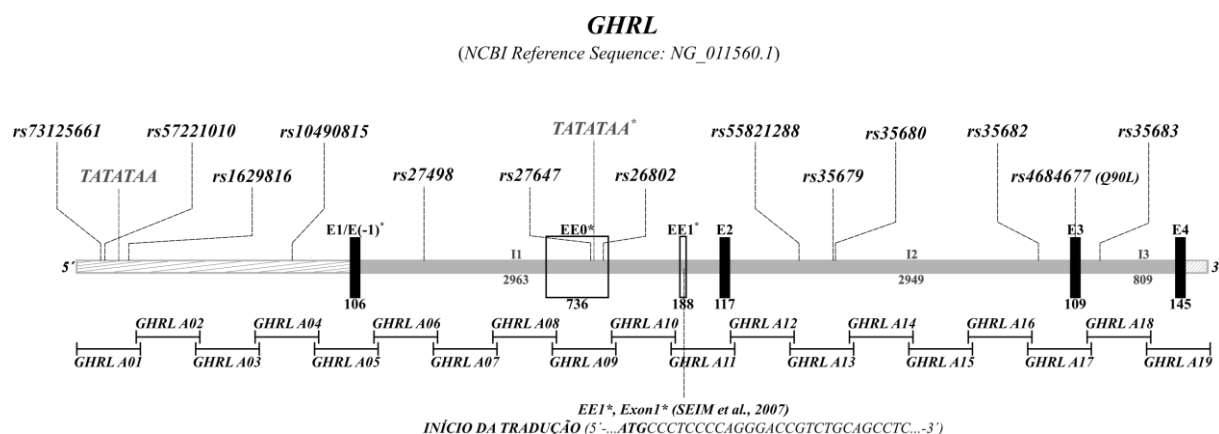 GHRL
(NCBI Reference Sequence: NG_011560.1)
rs73125661 rs57221010 rs10490815 TATATAA* rs55821288 rs35680 rs35682 rs35683
TATATAA rs1629816 rs27498 rs27647 rs26802 rs35679 rs4684677 (Q90L)
E1/E(-1)* EE0* EE1* E2 E3 E4
5´ I1 I2 I3 3
2963 2949 809
106 736 188 117 109 145
GHRL A02 GHRL A04 GHRL A06 GHRL A08 GHRL A10 GHRL A12 GHRL A14 GHRL A16 GHRL A18
GHRL A01 GHRL A03 GHRL A05 GHRL A07 GHRL A09 GHRL A11 GHRL A13 GHRL A15 GHRL A17 GHRL A19
EE1*, Exon1* (SEIM et al., 2007)
INÍCIO DA TRADUÇÃO (5´-...ATGCCCTCCCCAGGGACCGTCTGCAGCCTC...-3´)